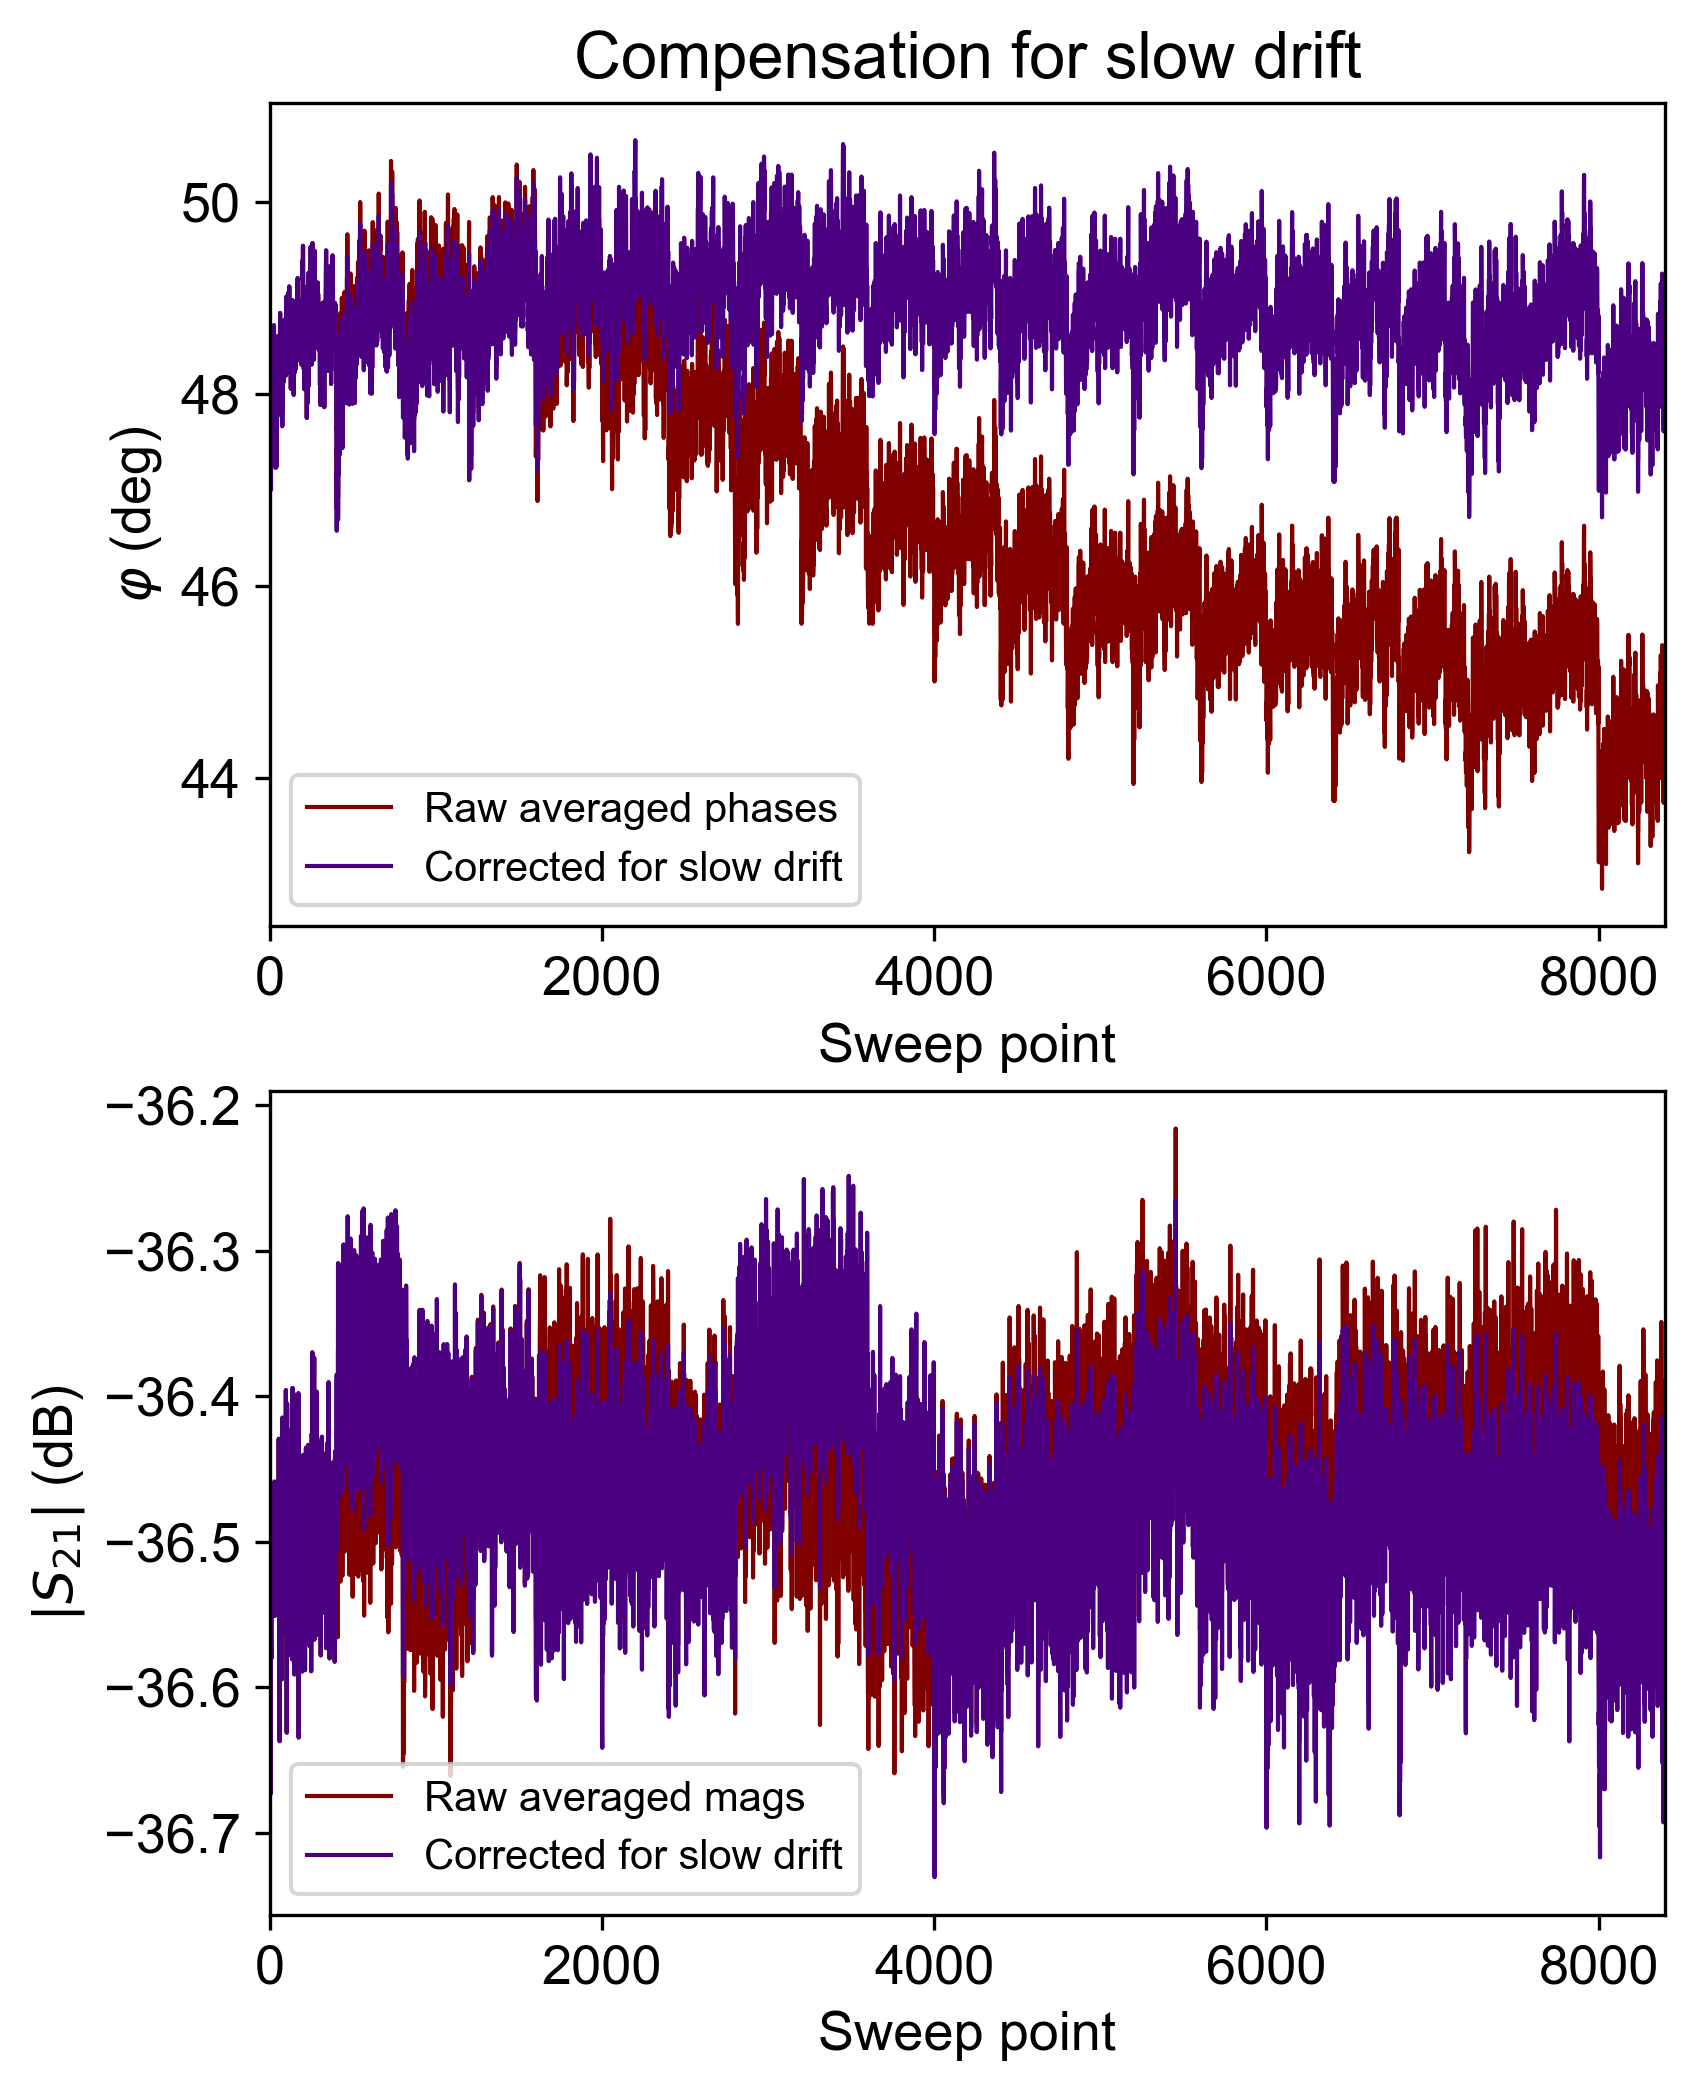 Compensation for slow drift
50
48
46
44
φ (deg)
Raw averaged phases
Corrected for slow drift
0 2000 4000 6000 8000
Sweep point
−36.2
−36.3
−36.4
−36.5
−36.6
−36.7
|S₂₁| (dB)
Raw averaged mags
Corrected for slow drift
0 2000 4000 6000 8000
Sweep point